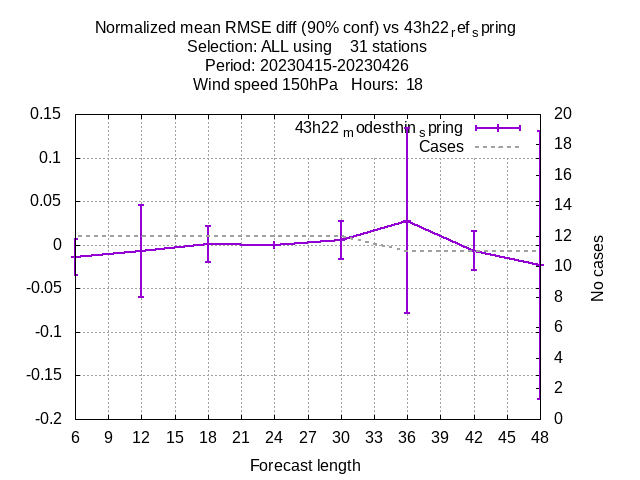 Normalized mean RMSE diff (90% conf) vs 43h22refspring
Selection: ALL using 31 stations
Period: 20230415-20230426
Wind speed 150hPa Hours: 18
43h22modesthinspring
Cases
0.15
0.1
0.05
0
-0.05
-0.1
-0.15
-0.2
20
18
16
14
12
10
8
6
4
2
0
No cases
6 9 12 15 18 21 24 27 30 33 36 39 42 45 48
Forecast length